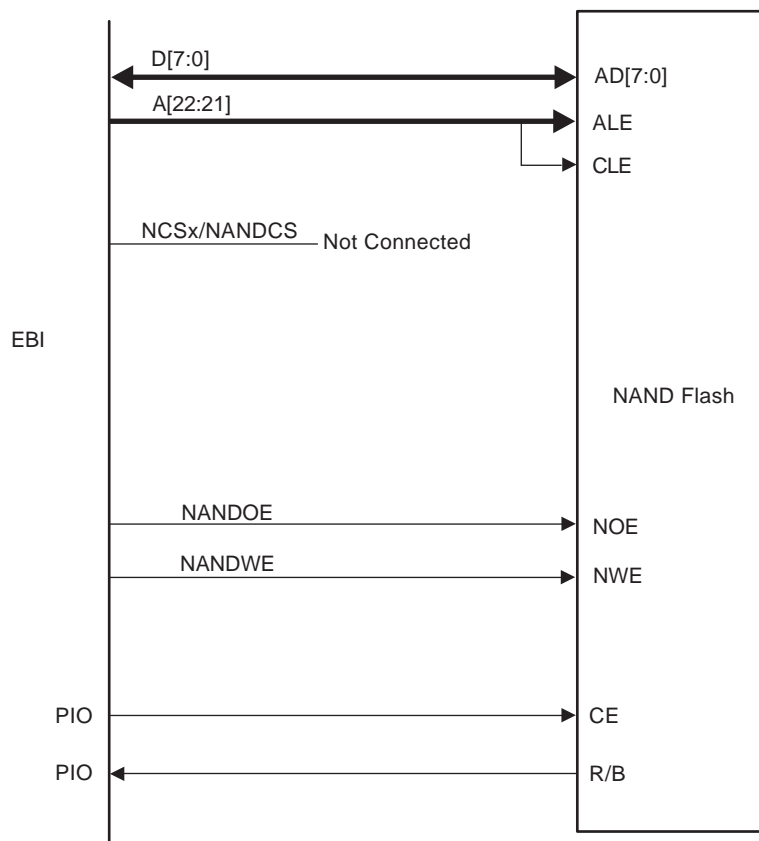 D[7:0]
AD[7:0]
A[22:21]
ALE
CLE
NCSx/NANDCS
Not Connected
EBI
NAND Flash
NANDOE
NOE
NANDWE
NWE
PIO
CE
PIO
R/B